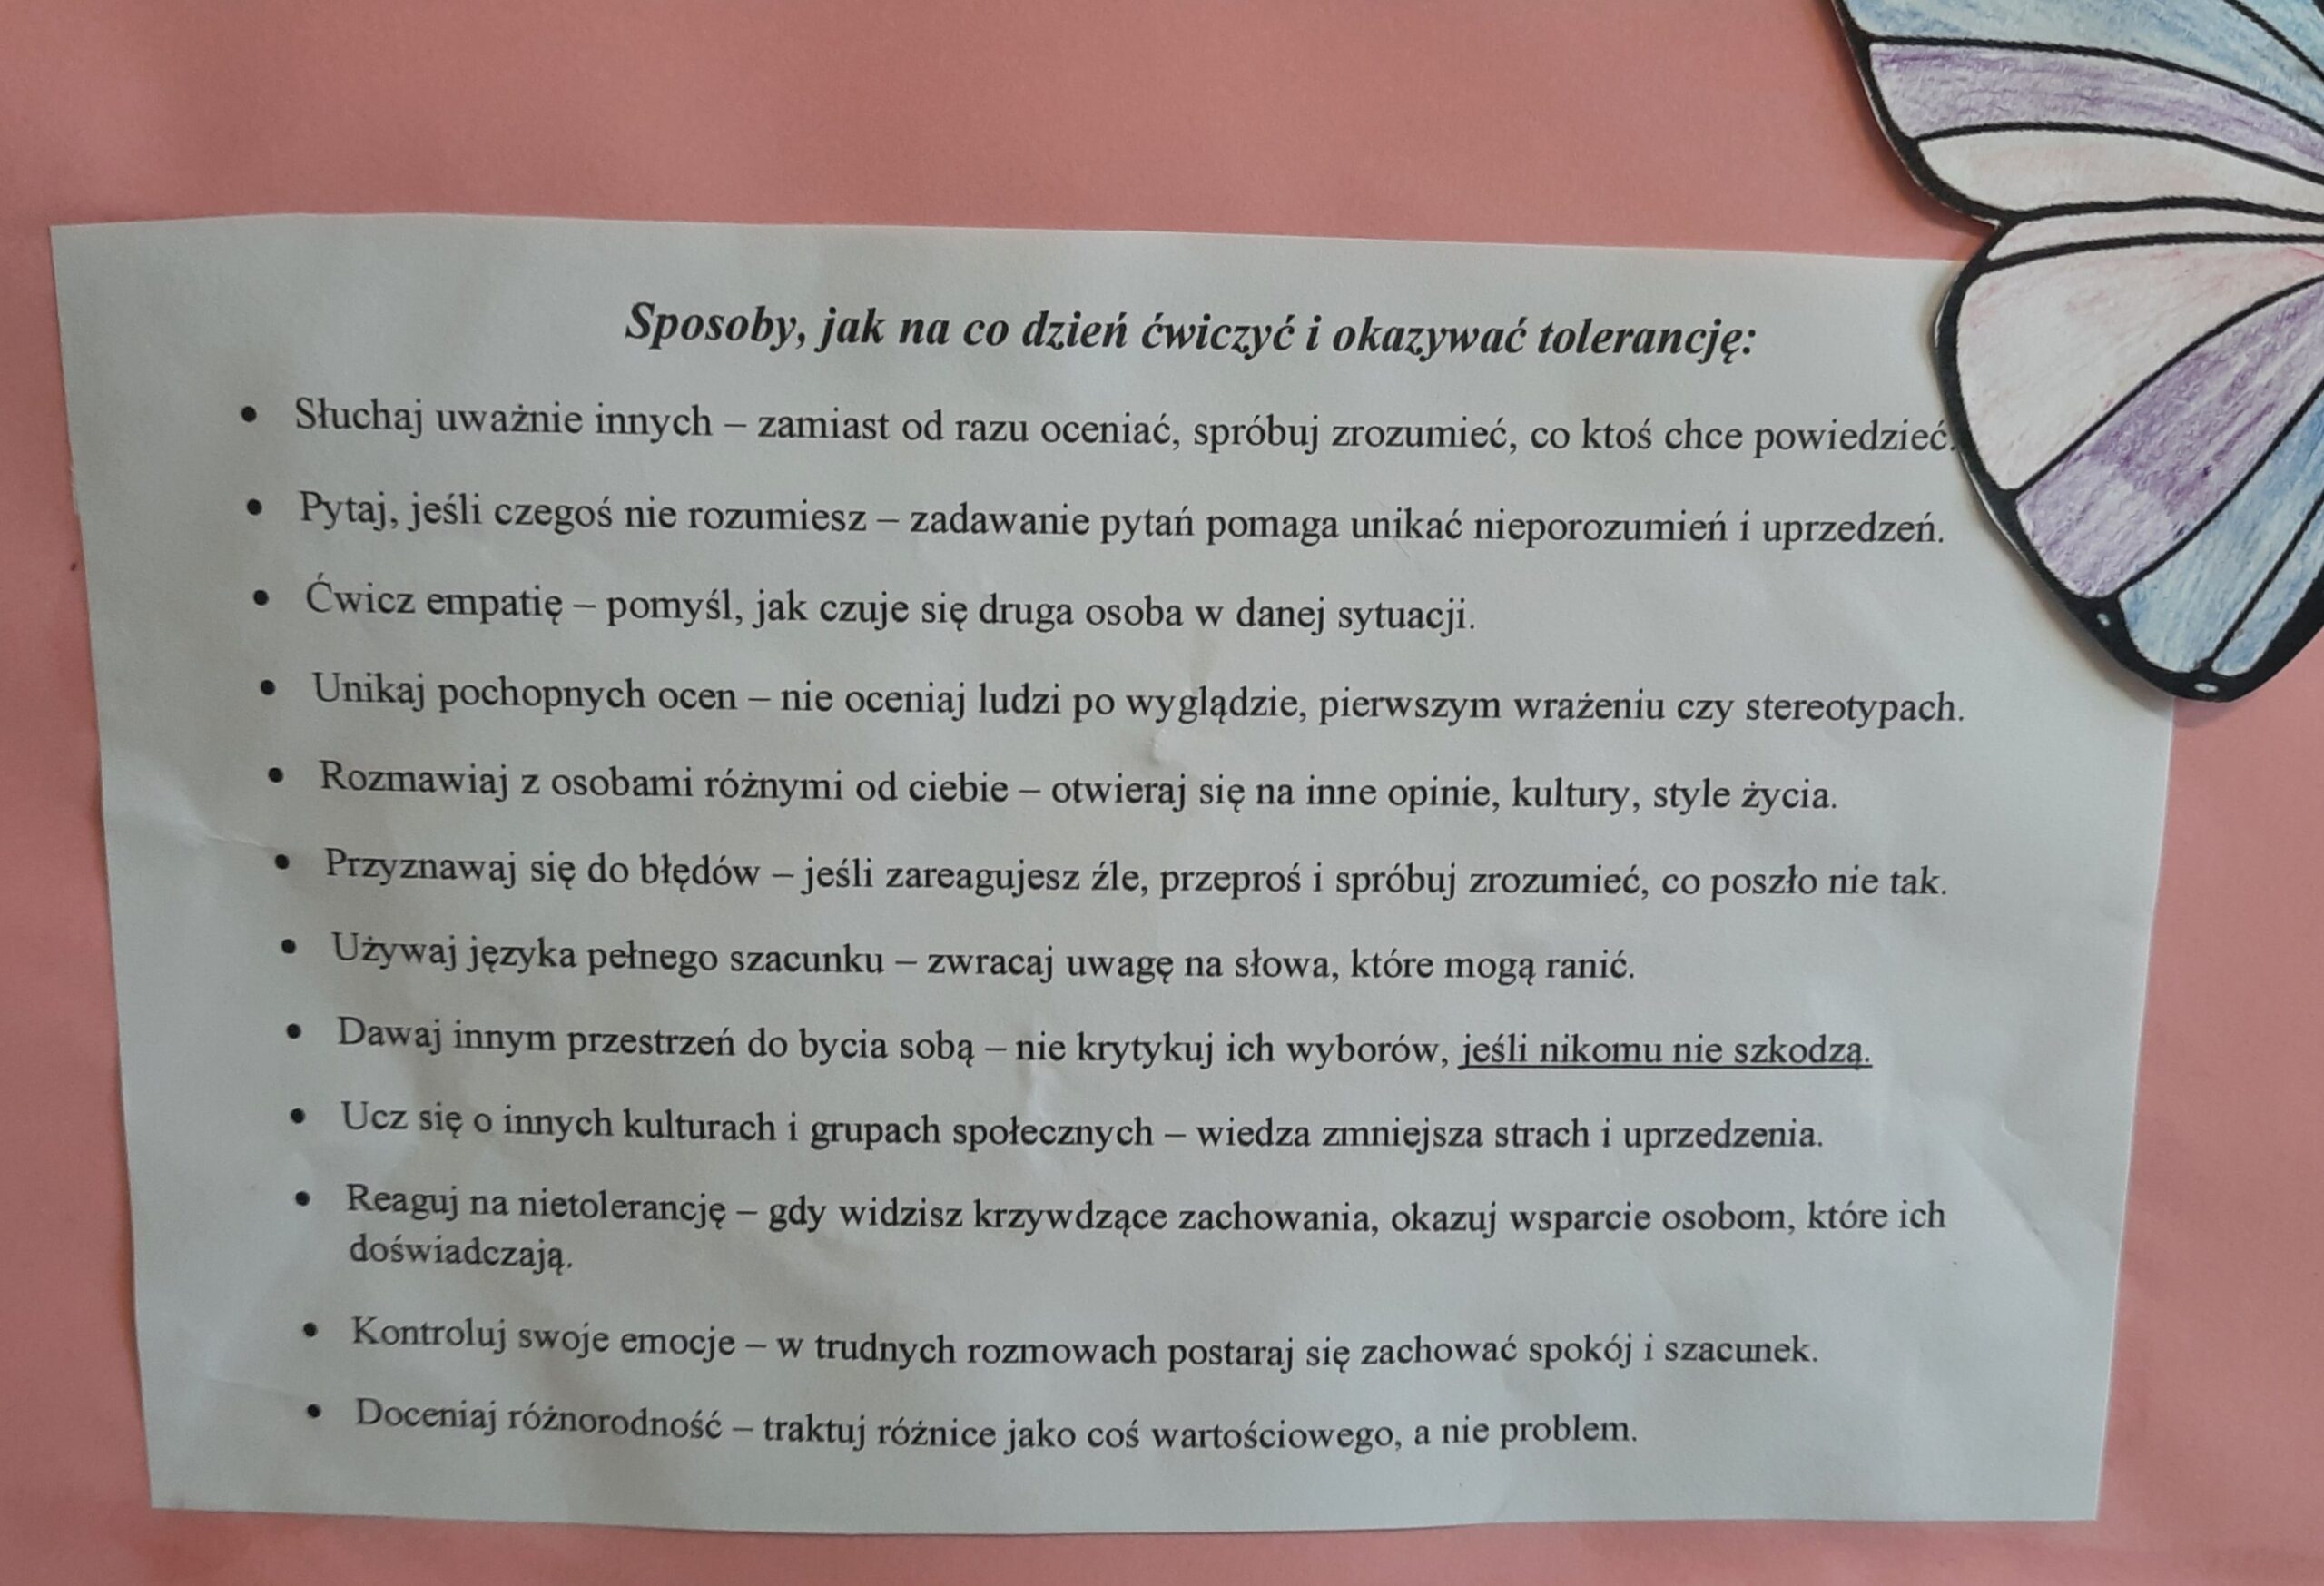 Sposoby, jak na co dzień ćwiczyć i okazywać tolerancję:
• Słuchaj uważnie innych – zamiast od razu oceniać, spróbuj zrozumieć, co ktoś chce powiedzieć.
• Pytaj, jeśli czegoś nie rozumiesz – zadawanie pytań pomaga unikać nieporozumień i uprzedzeń.
• Ćwicz empatię – pomyśl, jak czuje się druga osoba w danej sytuacji.
• Unikaj pochopnych ocen – nie oceniaj ludzi po wyglądzie, pierwszym wrażeniu czy stereotypach.
• Rozmawiaj z osobami różnymi od ciebie – otwieraj się na inne opinie, kultury, style życia.
• Przyznawaj się do błędów – jeśli zareagujesz źle, przeproś i spróbuj zrozumieć, co poszło nie tak.
• Używaj języka pełnego szacunku – zwracaj uwagę na słowa, które mogą ranić.
• Dawaj innym przestrzeń do bycia sobą – nie krytykuj ich wyborów, jeśli nikomu nie szkodzą.
• Ucz się o innych kulturach i grupach społecznych – wiedza zmniejsza strach i uprzedzenia.
• Reaguj na nietolerancję – gdy widzisz krzywdzące zachowania, okazuj wsparcie osobom, które ich
doświadczają.
• Kontroluj swoje emocje – w trudnych rozmowach postaraj się zachować spokój i szacunek.
• Doceniaj różnorodność – traktuj różnice jako coś wartościowego, a nie problem.